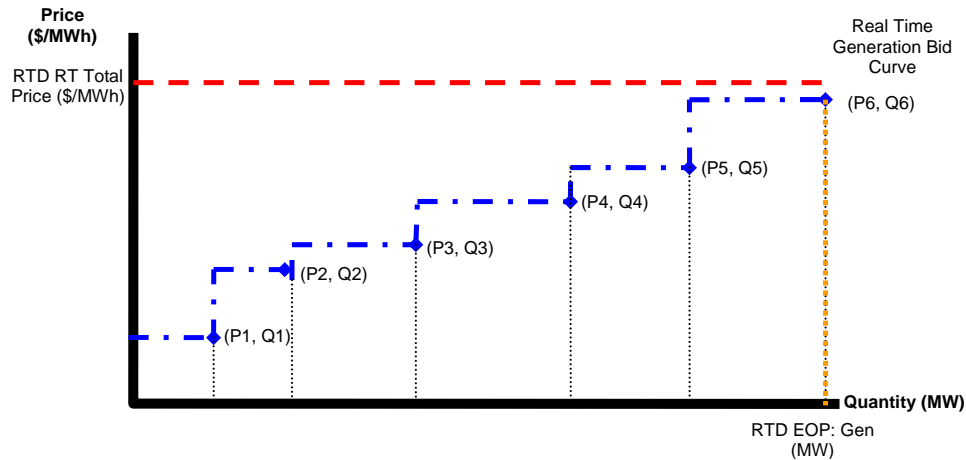 Price
($/MWh)
RTD RT Total
Price ($/MWh)
Real Time
Generation Bid
Curve
(P6, Q6)
(P5, Q5)
(P4, Q4)
(P3, Q3)
(P2, Q2)
(P1, Q1)
Quantity (MW)
RTD EOP: Gen
(MW)